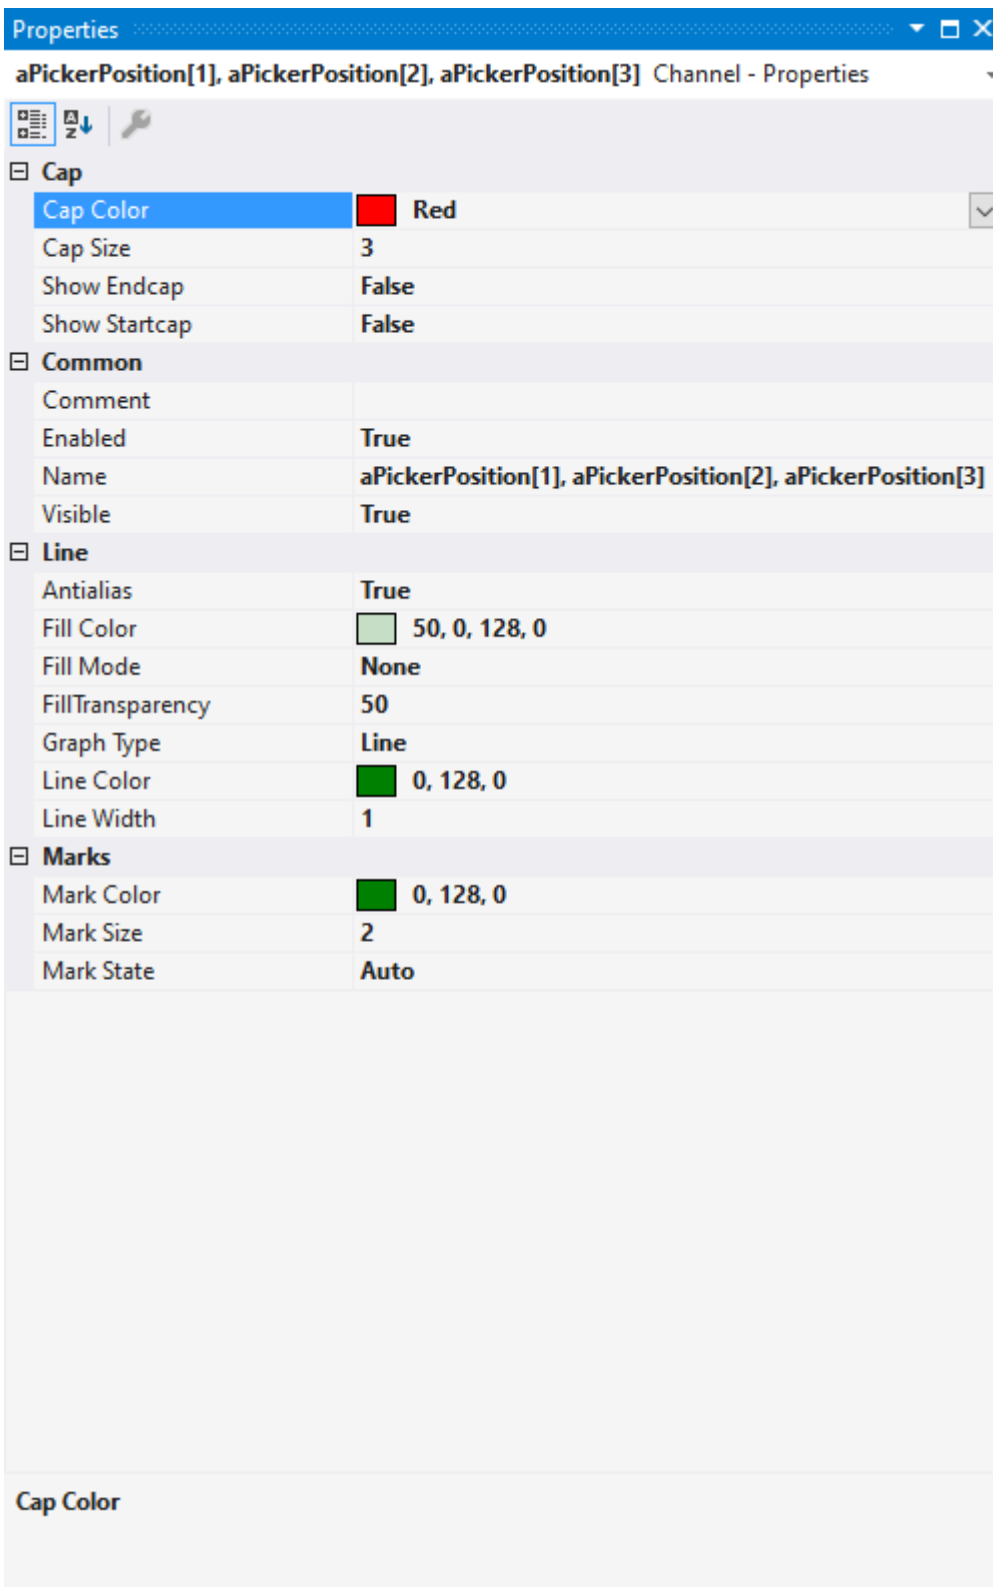 Properties
aPickerPosition[1], aPickerPosition[2], aPickerPosition[3] Channel - Properties
Cap
Cap Color Red
Cap Size 3
Show Endcap False
Show Startcap False
Common
Comment
Enabled True
Name aPickerPosition[1], aPickerPosition[2], aPickerPosition[3]
Visible True
Line
Antialias True
Fill Color 50, 0, 128, 0
Fill Mode None
FillTransparency 50
Graph Type Line
Line Color 0, 128, 0
Line Width 1
Marks
Mark Color 0, 128, 0
Mark Size 2
Mark State Auto
Cap Color